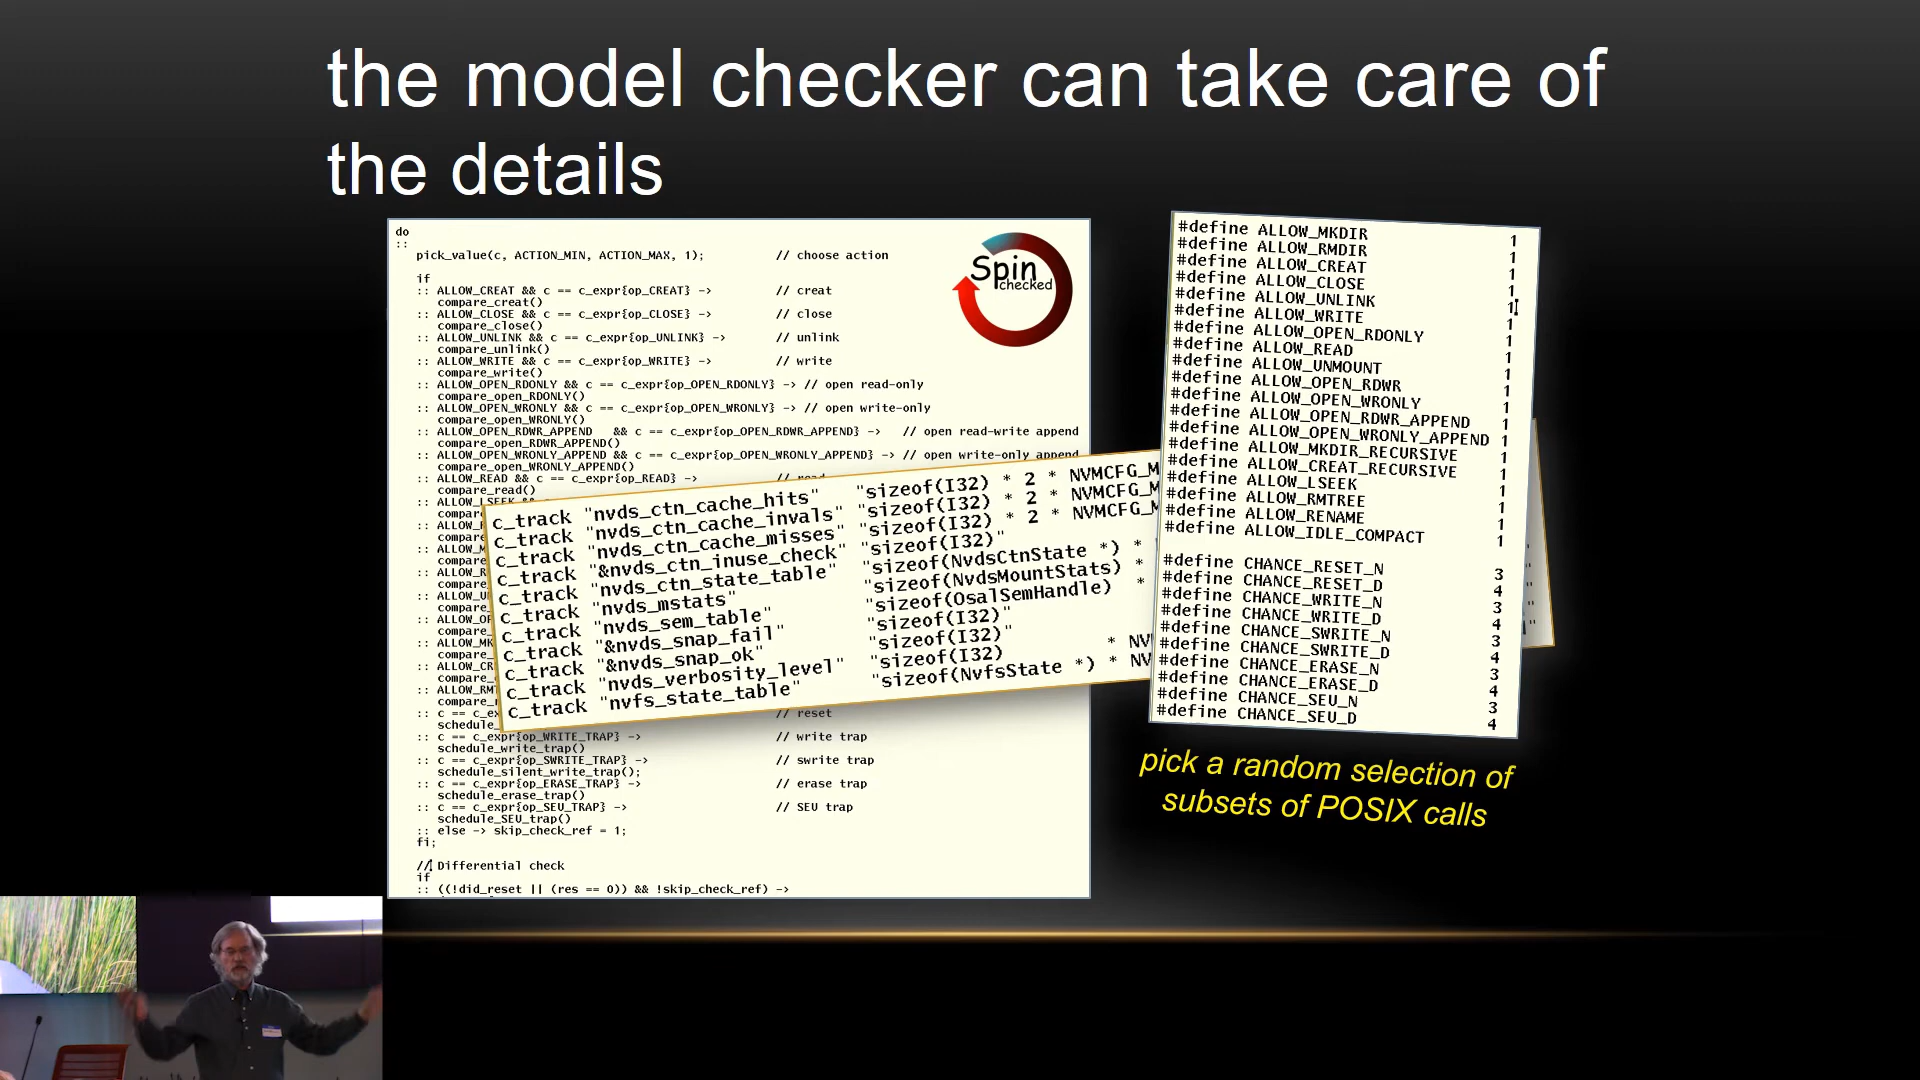 the model checker can take care of
the details
do
::
pick_value(c, ACTION_MIN, ACTION_MAX, 1); // choose action
if
:: ALLOW_CREAT && c == c_expr{op_CREAT} -> // creat
compare_creat()
:: ALLOW_CLOSE && c == c_expr{op_CLOSE} -> // close
compare_close()
:: ALLOW_UNLINK && c == c_expr{op_UNLINK} -> // unlink
compare_unlink()
:: ALLOW_WRITE && c == c_expr{op_WRITE} -> // write
compare_write()
:: ALLOW_OPEN_RDONLY && c == c_expr{op_OPEN_RDONLY} -> // open read-only
compare_open_RDONLY()
:: ALLOW_OPEN_WRONLY && c == c_expr{op_OPEN_WRONLY} -> // open write-only
compare_open_WRONLY()
:: ALLOW_OPEN_RDWR_APPEND && c == c_expr{op_OPEN_RDWR_APPEND} -> // open read-write append
compare_open_RDWR_APPEND()
:: ALLOW_OPEN_WRONLY_APPEND && c == c_expr{op_OPEN_WRONLY_APPEND} -> // open write-only append
compare_open_WRONLY_APPEND()
:: ALLOW_READ && c == c_expr{op_READ} -> // read
compare_read()
:: c == c_ex // reset
schedule
:: c == c_expr{op_WRITE_TRAP} -> // write trap
schedule_write_trap()
:: c == c_expr{op_SWRITE_TRAP} -> // swrite trap
schedule_silent_write_trap();
:: c == c_expr{op_ERASE_TRAP} -> // erase trap
schedule_erase_trap()
:: c == c_expr{op_SEU_TRAP} -> // SEU trap
schedule_SEU_trap()
:: else -> skip_check_ref = 1;
fi;
// Differential check
if
:: ((!did_reset || (res == 0)) && !skip_check_ref) ->
Spin
checked
c_track "nvds_ctn_cache_hits" "sizeof(I32) * 2 * NVMCFG_M
c_track "nvds_ctn_cache_invals" "sizeof(I32) * 2 * NVMCFG_M
c_track "nvds_ctn_cache_misses" "sizeof(I32) * 2 * NVMCFG_M
c_track "&nvds_ctn_inuse_check" "sizeof(I32)"
c_track "nvds_ctn_state_table" "sizeof(NvdsCtnState *) *
c_track "nvds_mstats" "sizeof(NvdsMountStats) *
c_track "nvds_sem_table" "sizeof(OsalSemHandle) *
c_track "&nvds_snap_fail" "sizeof(I32)"
c_track "&nvds_snap_ok" "sizeof(I32)"
c_track "nvds_verbosity_level" "sizeof(I32) * NV
c_track "nvfs_state_table" "sizeof(NvfsState *) * NV
#define ALLOW_MKDIR 1
#define ALLOW_RMDIR 1
#define ALLOW_CREAT 1
#define ALLOW_CLOSE 1
#define ALLOW_UNLINK 1
#define ALLOW_WRITE 1
#define ALLOW_OPEN_RDONLY 1
#define ALLOW_READ 1
#define ALLOW_UNMOUNT 1
#define ALLOW_OPEN_RDWR 1
#define ALLOW_OPEN_WRONLY 1
#define ALLOW_OPEN_RDWR_APPEND 1
#define ALLOW_OPEN_WRONLY_APPEND 1
#define ALLOW_MKDIR_RECURSIVE 1
#define ALLOW_CREAT_RECURSIVE 1
#define ALLOW_LSEEK 1
#define ALLOW_RMTREE 1
#define ALLOW_RENAME 1
#define ALLOW_IDLE_COMPACT 1
#define CHANCE_RESET_N 3
#define CHANCE_RESET_D 4
#define CHANCE_WRITE_N 3
#define CHANCE_WRITE_D 4
#define CHANCE_SWRITE_N 3
#define CHANCE_SWRITE_D 4
#define CHANCE_ERASE_N 3
#define CHANCE_ERASE_D 4
#define CHANCE_SEU_N 3
#define CHANCE_SEU_D 4
pick a random selection of
subsets of POSIX calls